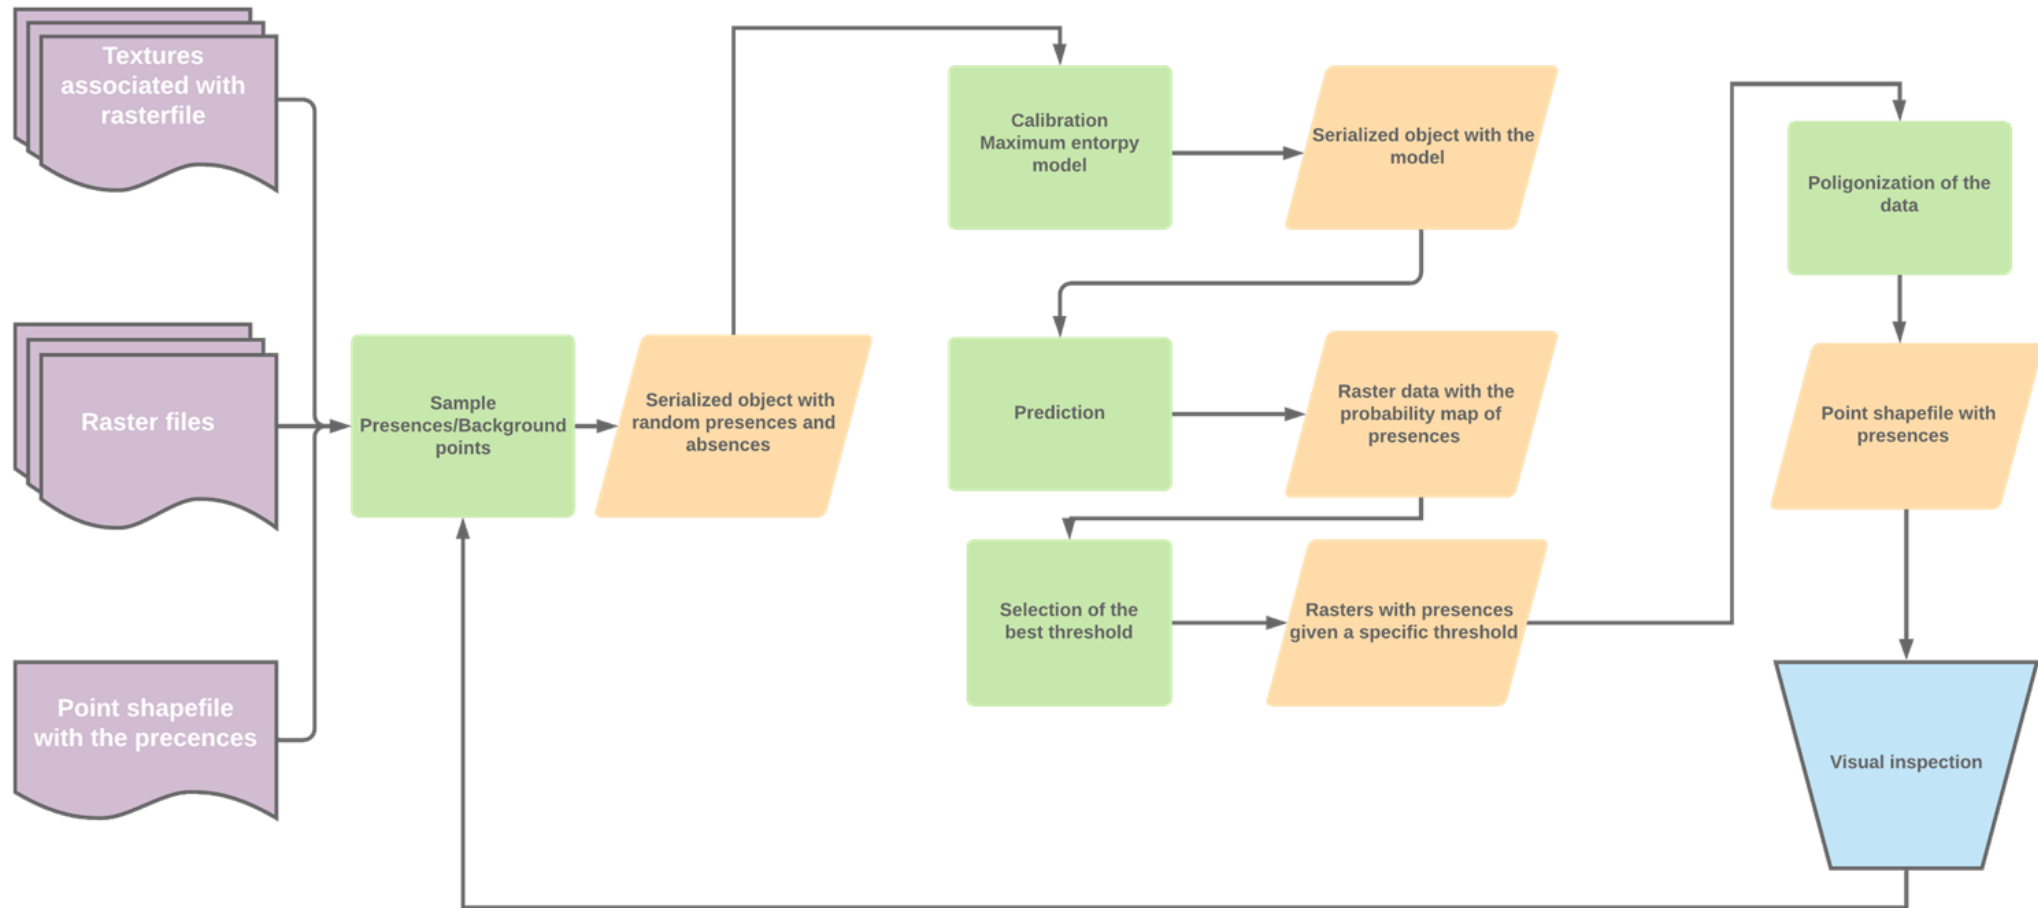 Textures
associated with
rasterfile
Raster files
Point shapefile
with the precences
Sample
Presences/Background
points
Serialized object with
random presences and
absences
Calibration
Maximum entorpy
model
Serialized object with the
model
Prediction
Raster data with the
probability map of
presences
Selection of the
best threshold
Rasters with presences
given a specific threshold
Poligonization of the
data
Point shapefile with
presences
Visual inspection